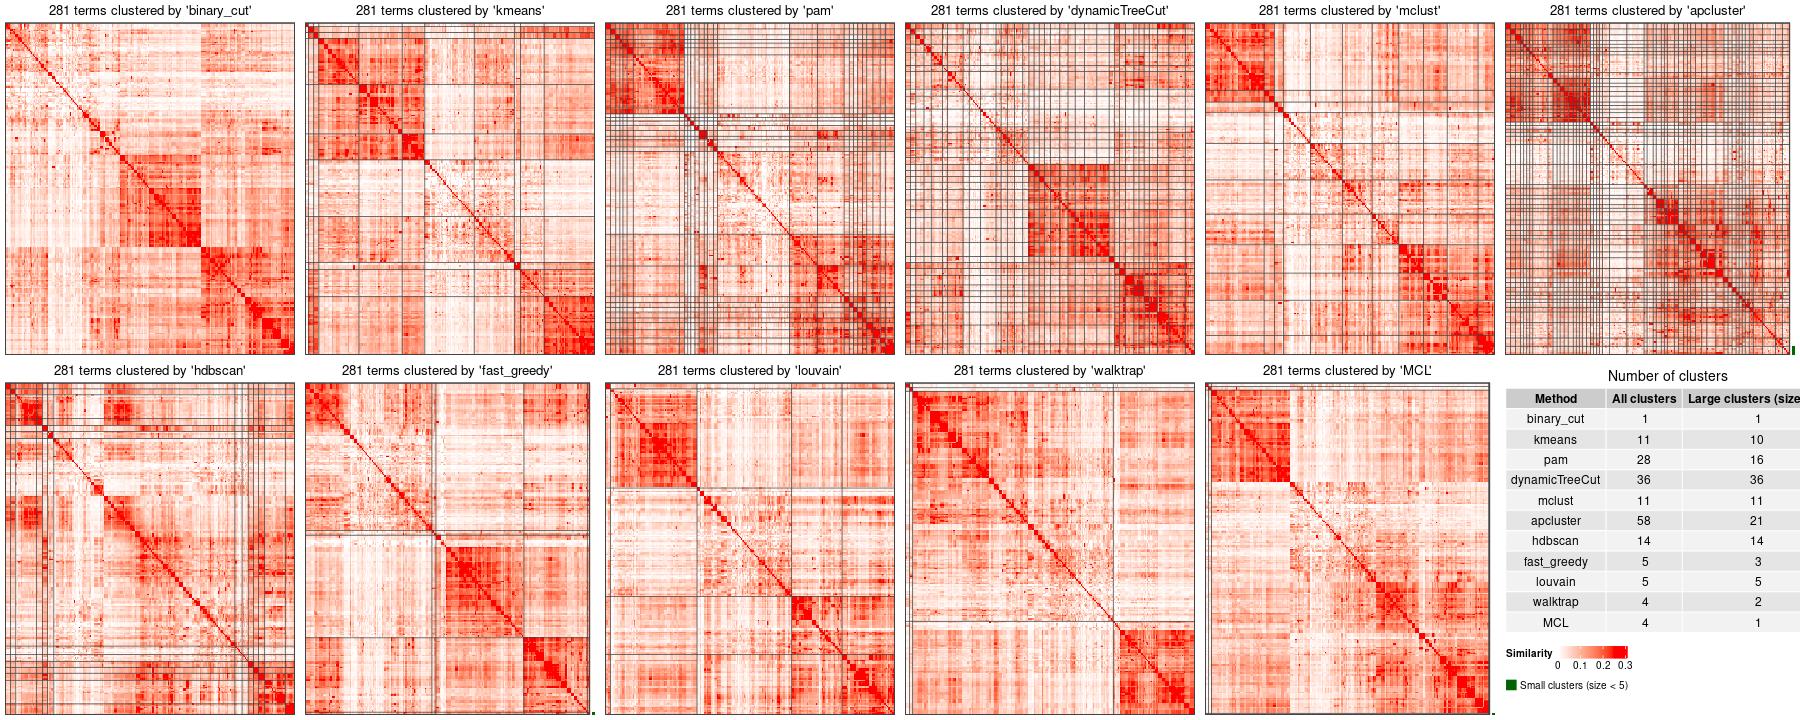 281 terms clustered by 'binary_cut'
281 terms clustered by 'kmeans'
281 terms clustered by 'pam'
281 terms clustered by 'dynamicTreeCut'
281 terms clustered by 'mclust'
281 terms clustered by 'apcluster'
281 terms clustered by 'hdbscan'
281 terms clustered by 'fast_greedy'
281 terms clustered by 'louvain'
281 terms clustered by 'walktrap'
281 terms clustered by 'MCL'
Number of clusters
Method All clusters Large clusters (size
binary_cut 1 1
kmeans 11 10
pam 28 16
dynamicTreeCut 36 36
mclust 11 11
apcluster 58 21
hdbscan 14 14
fast_greedy 5 3
louvain 5 5
walktrap 4 2
MCL 4 1
Similarity
0 0.1 0.2 0.3
Small clusters (size < 5)